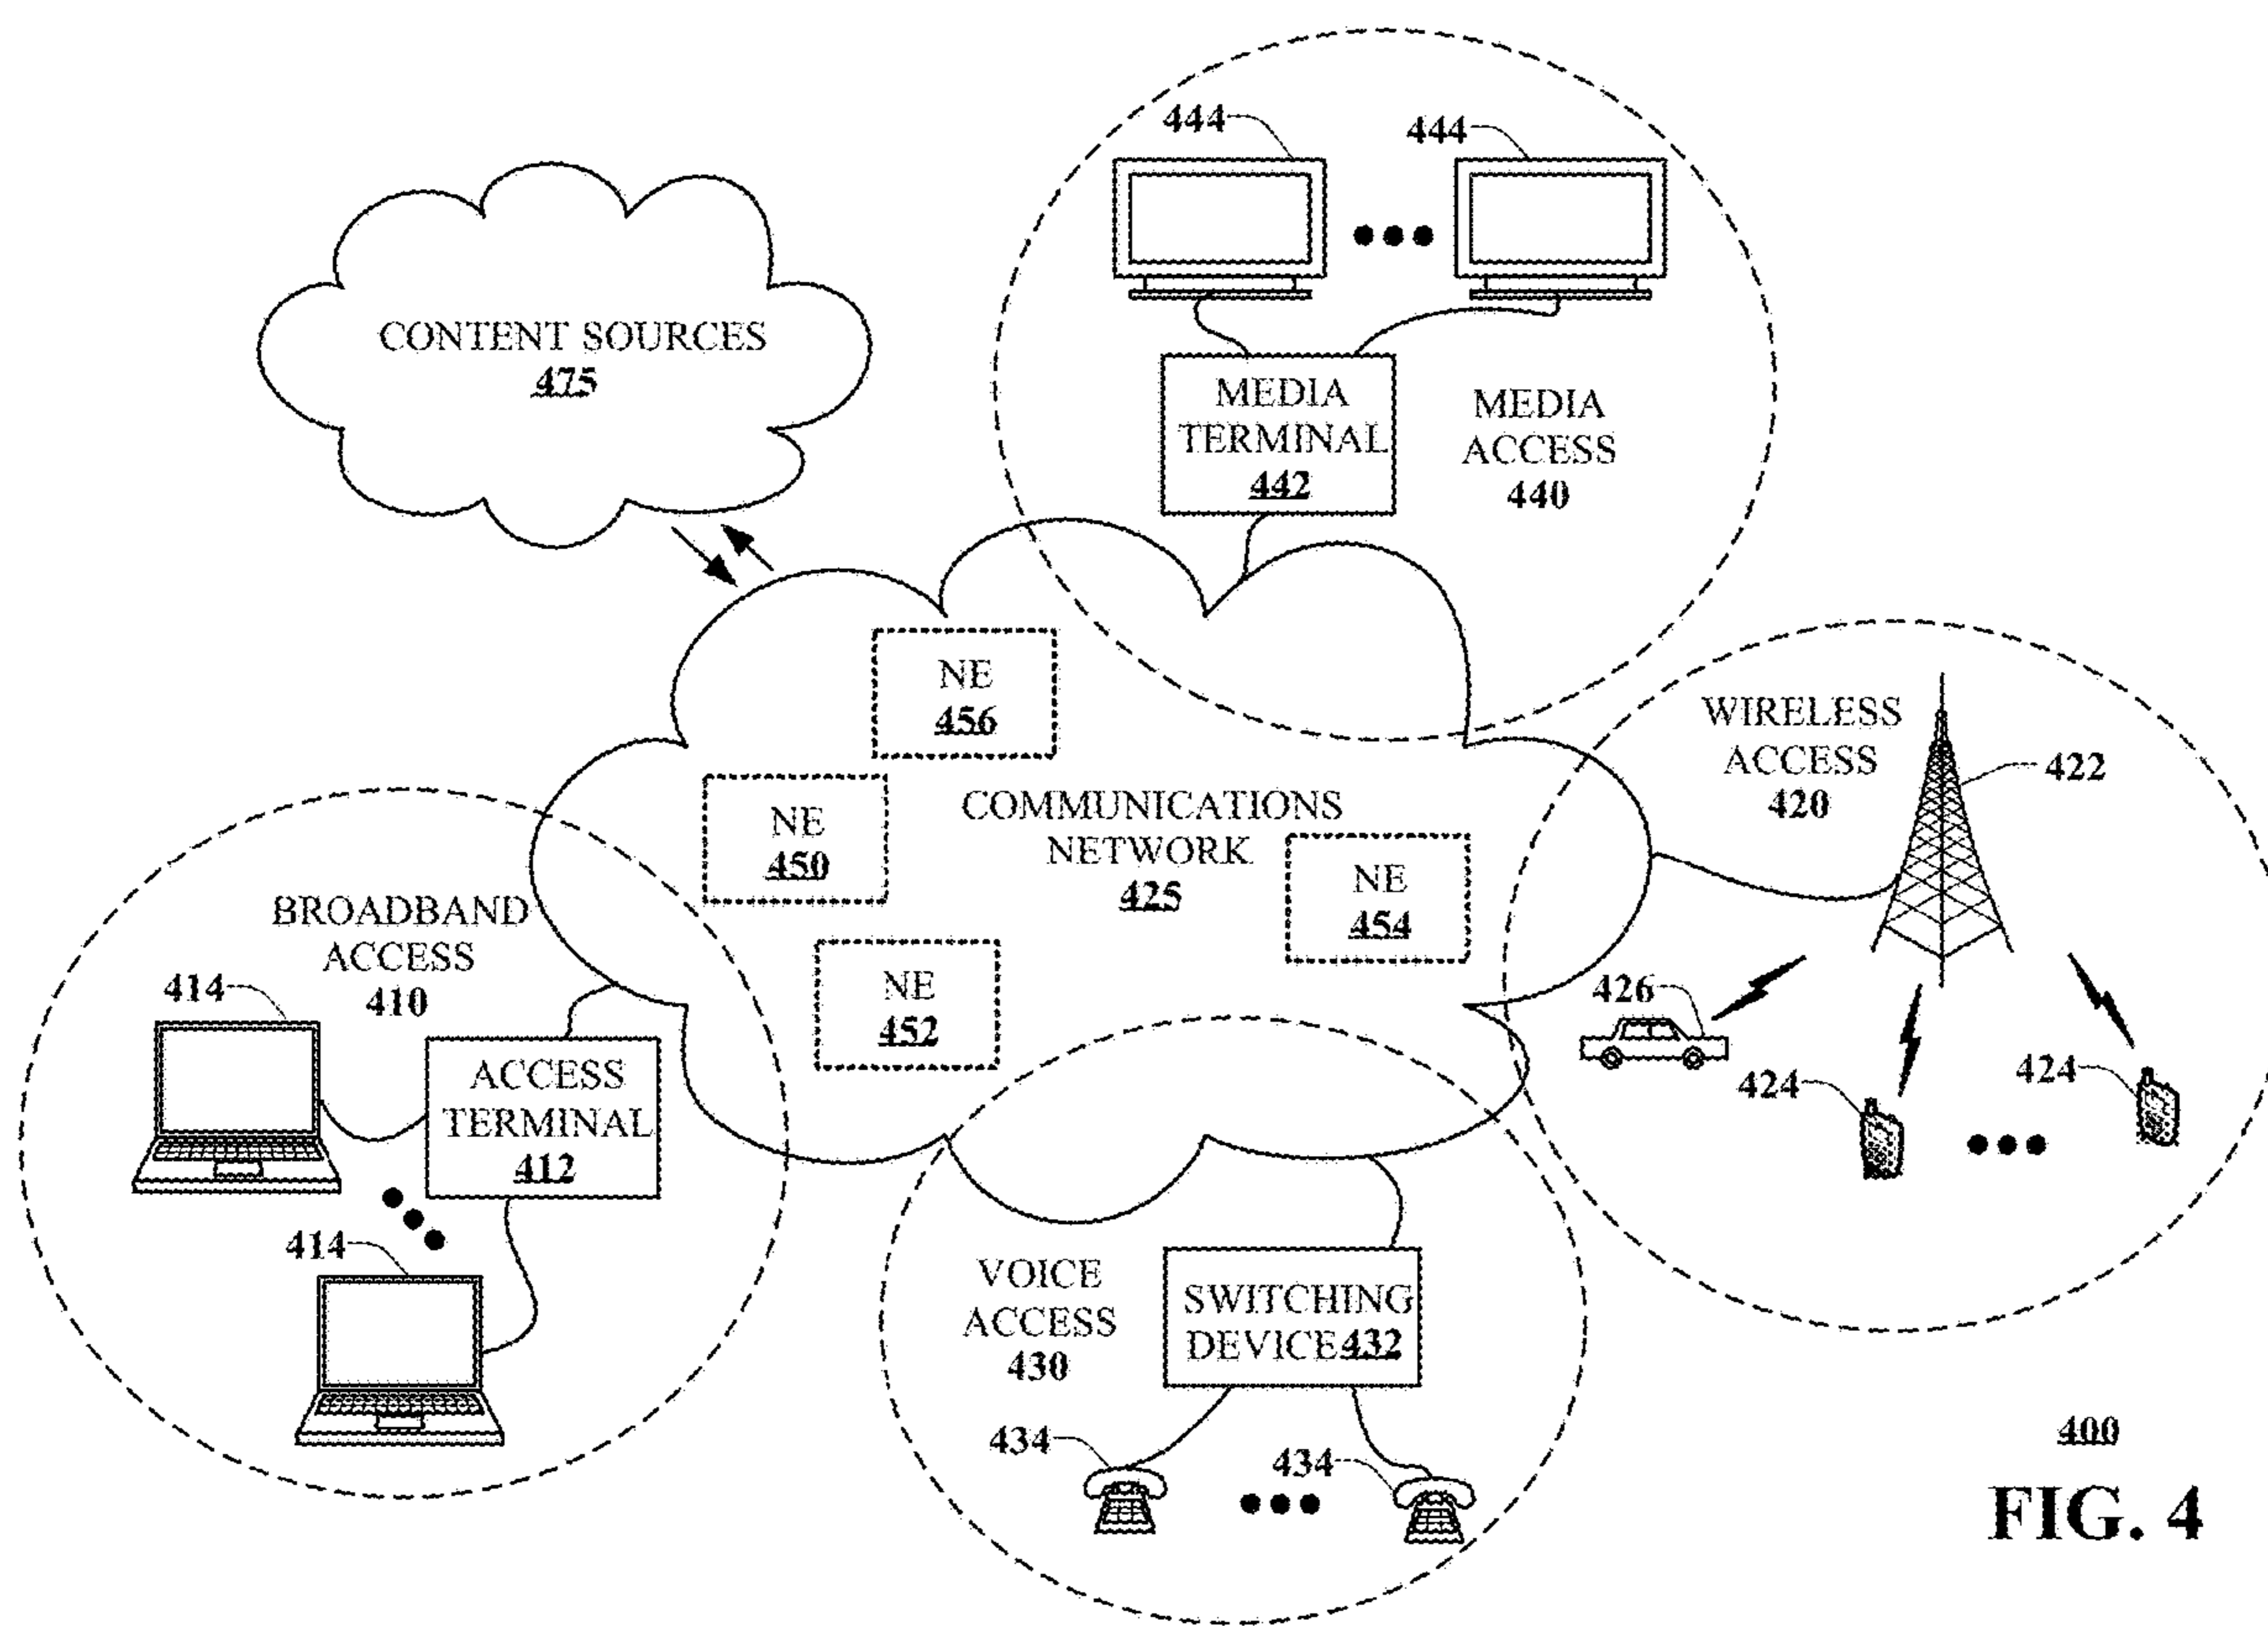 444
444
CONTENT SOURCES
475
MEDIA
TERMINAL
442
MEDIA
ACCESS
440
NE
456
WIRELESS
ACCESS
420
422
NE
450
COMMUNICATIONS
NETWORK
425
NE
454
BROADBAND
ACCESS
410
414
NE
452
426
424
424
ACCESS
TERMINAL
412
414
VOICE
ACCESS
430
SWITCHING
DEVICE 432
434
434
400
FIG. 4